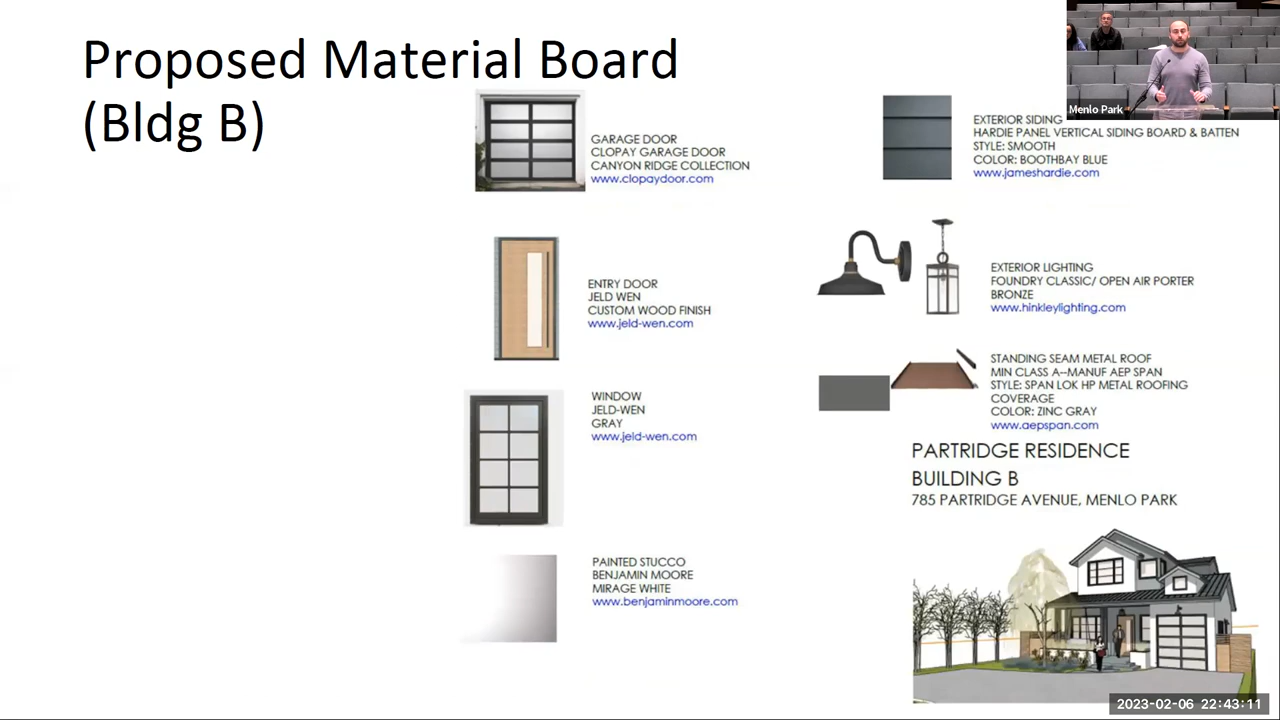 Proposed Material Board
(Bldg B)
GARAGE DOOR
CLOPAY GARAGE DOOR
CANYON RIDGE COLLECTION
www.clopaydoor.com
ENTRY DOOR
JELD WEN
CUSTOM WOOD FINISH
www.jeld-wen.com
WINDOW
JELD-WEN
GRAY
www.jeld-wen.com
PAINTED STUCCO
BENJAMIN MOORE
MIRAGE WHITE
www.benjaminmoore.com
Menlo Park
EXTERIOR SIDING
HARDIE PANEL VERTICAL SIDING BOARD & BATTEN
STYLE: SMOOTH
COLOR: BOOTHBAY BLUE
www.jameshardie.com
EXTERIOR LIGHTING
FOUNDRY CLASSIC/ OPEN AIR PORTER
BRONZE
www.hinkleylighting.com
STANDING SEAM METAL ROOF
MIN CLASS A--MANUF AEP SPAN
STYLE: SPAN LOK HP METAL ROOFING
COVERAGE
COLOR: ZINC GRAY
www.aepspan.com
PARTRIDGE RESIDENCE
BUILDING B
785 PARTRIDGE AVENUE, MENLO PARK
2023-02-06 22:43:11